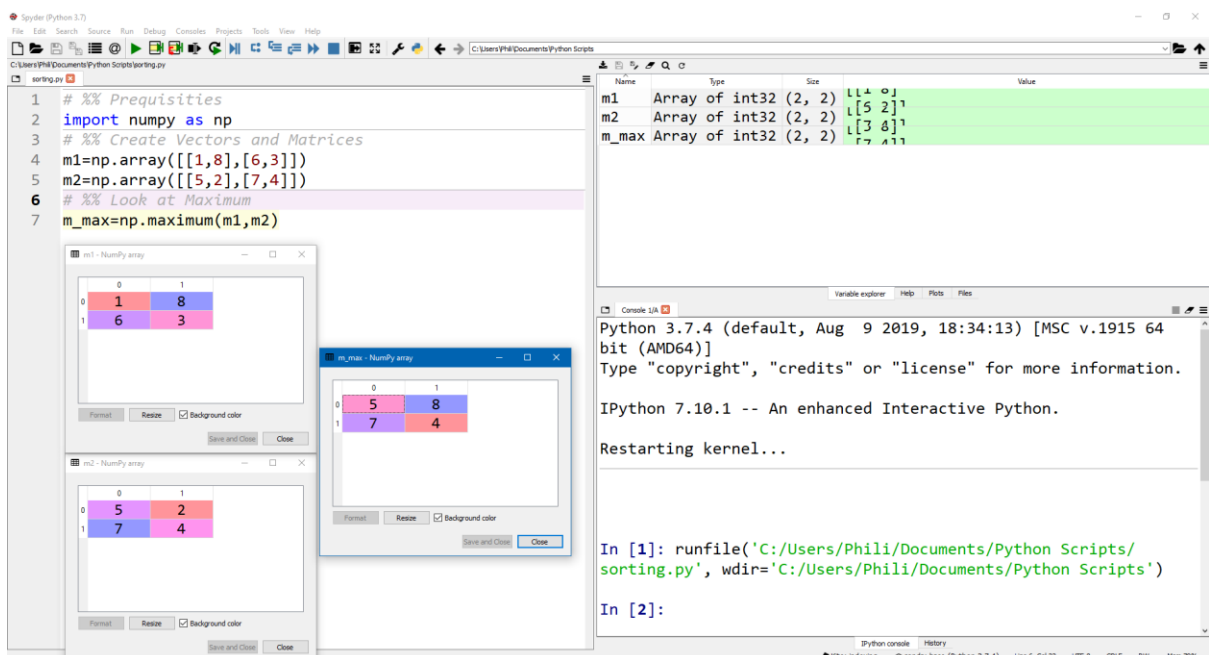 Spyder (Python 3.7)
File Edit Search Source Run Debug Consoles Projects Tools View Help
C:\Users\Phili\Documents\Python Scripts
C:\Users\Phili\Documents\Python Scripts\sorting.py
sorting.py
1 # %% Prequisities
2 import numpy as np
3 # %% Create Vectors and Matrices
4 m1=np.array([[1,8],[6,3]])
5 m2=np.array([[5,2],[7,4]])
6 # %% Look at Maximum
7 m_max=np.maximum(m1,m2)
m1 - NumPy array
0 1
0 1 8
1 6 3
Format Resize Background color
Save and Close Close
m2 - NumPy array
0 1
0 5 2
1 7 4
Format Resize Background color
Save and Close Close
m_max - NumPy array
0 1
0 5 8
1 7 4
Format Resize Background color
Save and Close Close
Name Type Size Value
m1 Array of int32 (2, 2)
m2 Array of int32 (2, 2) [5 2]
m_max Array of int32 (2, 2)
Variable explorer Help Plots Files
Console 1/A
Python 3.7.4 (default, Aug 9 2019, 18:34:13) [MSC v.1915 64
bit (AMD64)]
Type "copyright", "credits" or "license" for more information.
IPython 7.10.1 -- An enhanced Interactive Python.
Restarting kernel...
In [1]: runfile('C:/Users/Phili/Documents/Python Scripts/
sorting.py', wdir='C:/Users/Phili/Documents/Python Scripts')
In [2]:
IPython console History